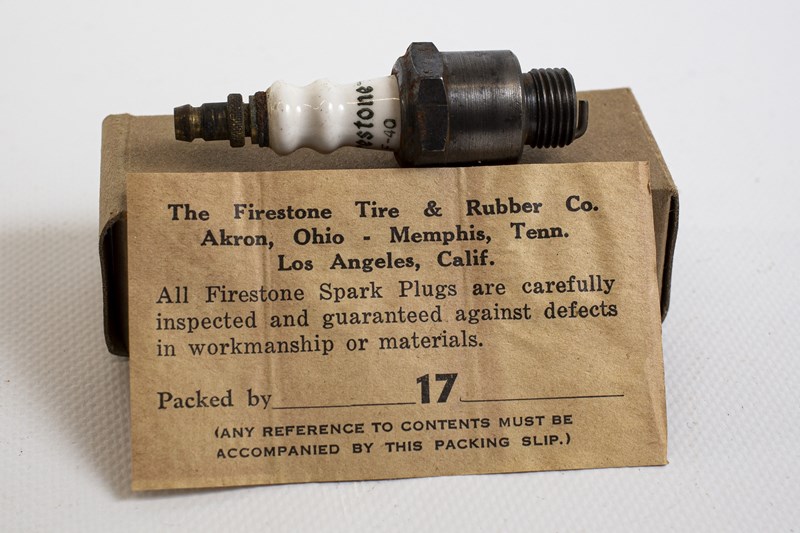 estone
-40
The Firestone Tire & Rubber Co.
Akron, Ohio - Memphis, Tenn.
Los Angeles, Calif.
All Firestone Spark Plugs are carefully
inspected and guaranteed against defects
in workmanship or materials.
Packed by 17
(ANY REFERENCE TO CONTENTS MUST BE
ACCOMPANIED BY THIS PACKING SLIP.)